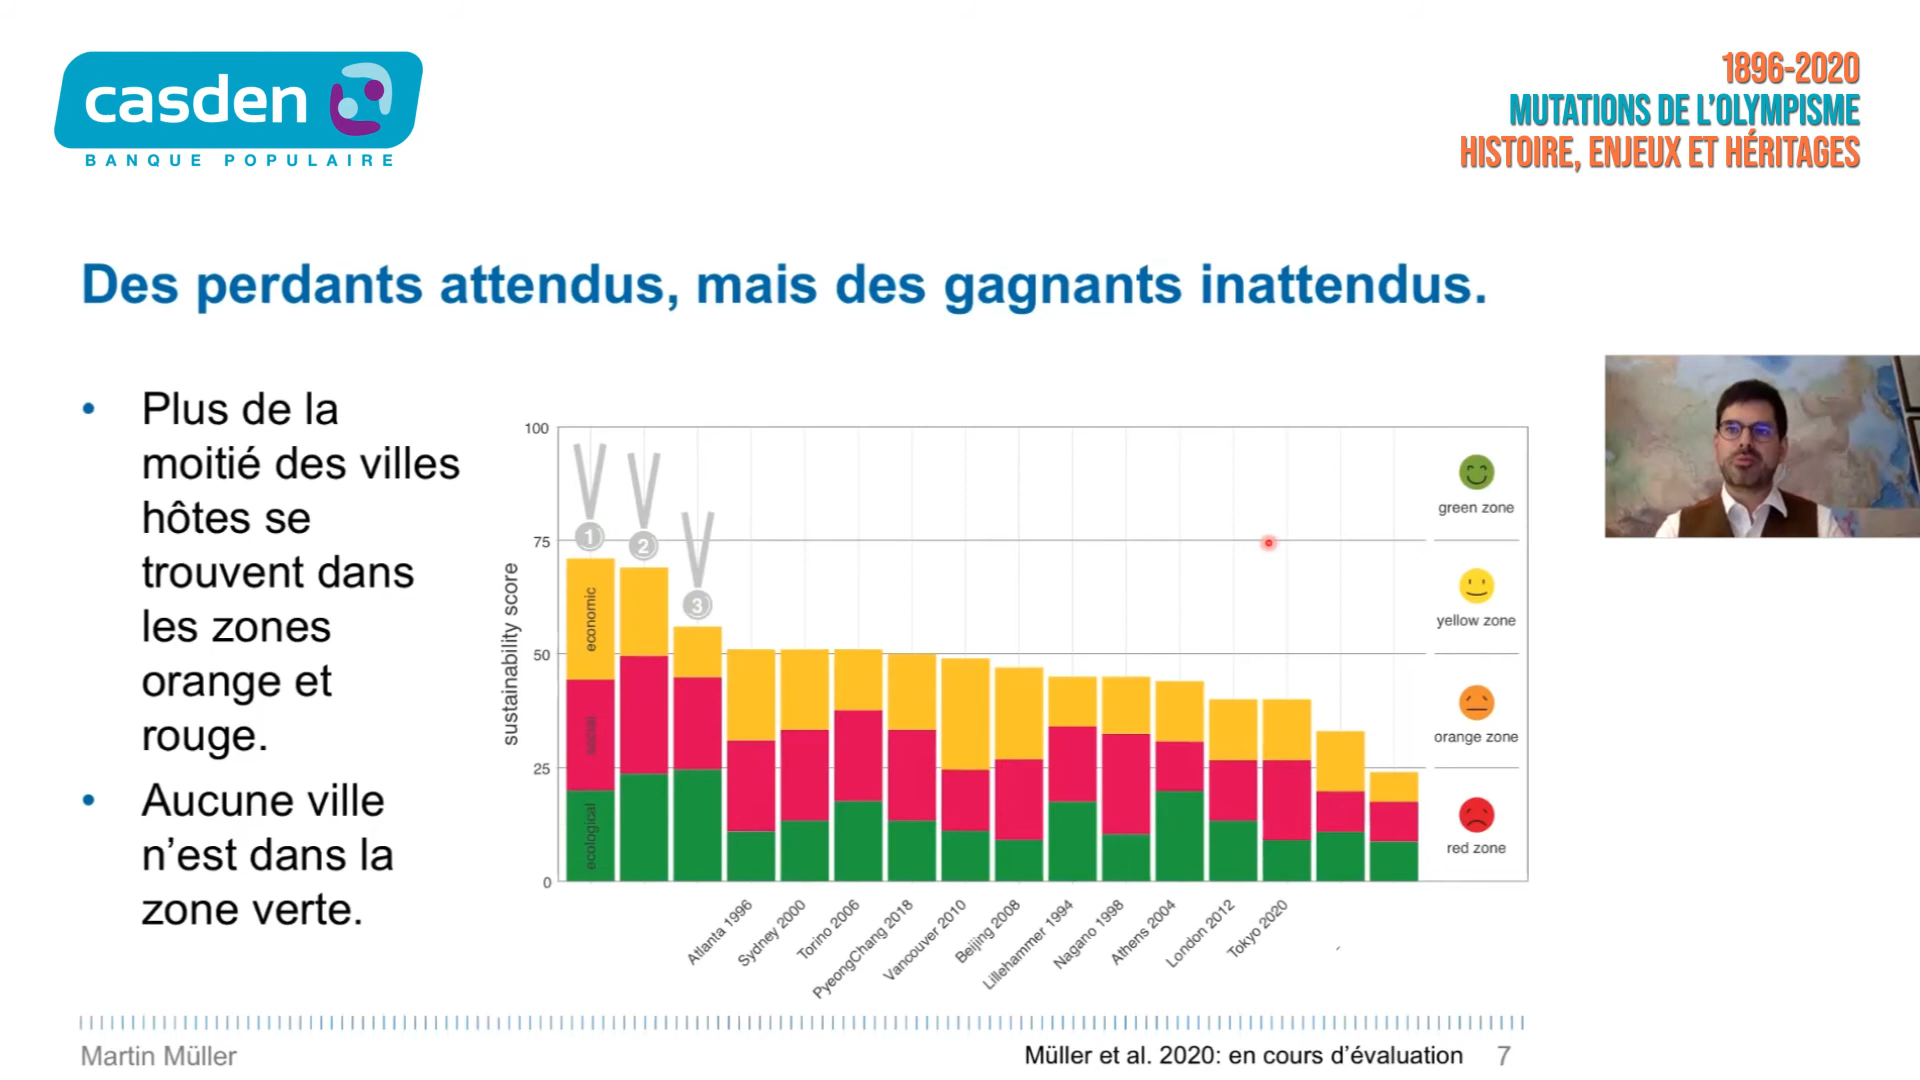 casden
BANQUE POPULAIRE
1896-2020
MUTATIONS DE L'OLYMPISME
HISTOIRE, ENJEUX ET HÉRITAGES
Des perdants attendus, mais des gagnants inattendus.
• Plus de la
moitié des villes
hôtes se
trouvent dans
les zones
orange et
rouge.
• Aucune ville
n'est dans la
zone verte.
sustainability score
100
75
50
25
0
1
2
3
economic
social
ecological
green zone
yellow zone
orange zone
red zone
Atlanta 1996
Sydney 2000
Torino 2006
PyeongChang 2018
Vancouver 2010
Beijing 2008
Lillehammer 1994
Nagano 1998
Athens 2004
London 2012
Tokyo 2020
Martin Müller
Müller et al. 2020: en cours d'évaluation
7